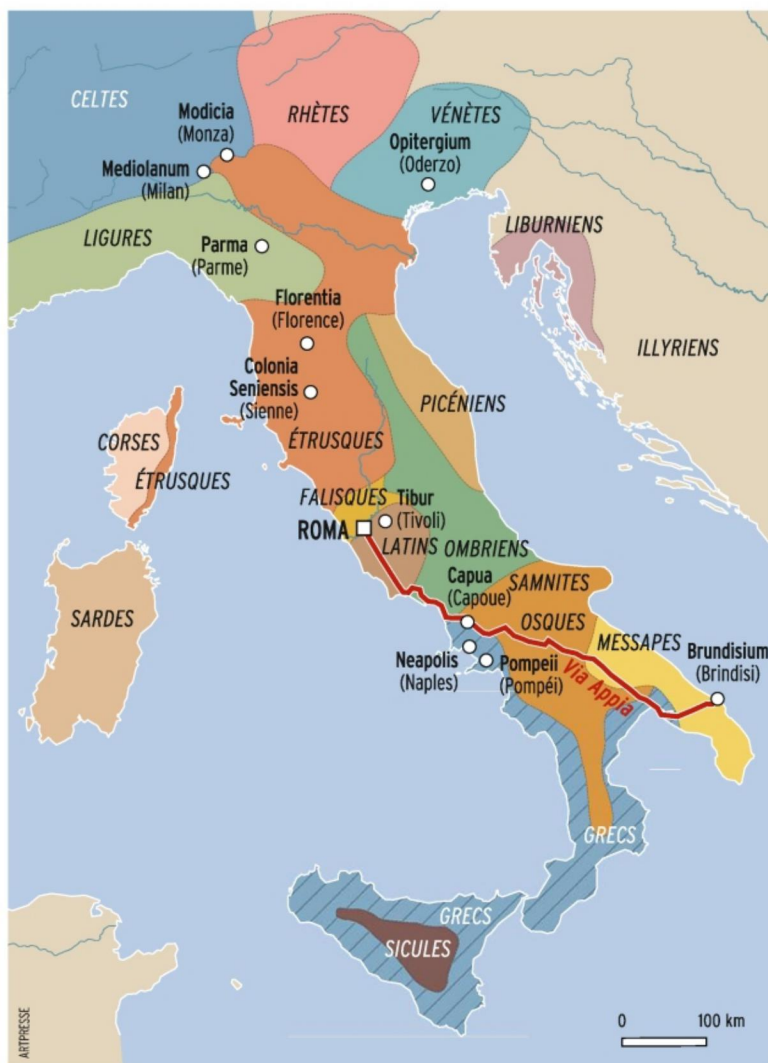 CELTES
Modicia
(Monza)
RHÈTES
VÉNÈTES
Opitergium
(Oderzo)
Mediolanum
(Milan)
LIGURES
Parma
(Parme)
LIBURNIENS
Florentia
(Florence)
ILLYRIENS
Colonia
Seniensis
(Sienne)
PICÉNIENS
CORSES
ÉTRUSQUES
ÉTRUSQUES
FALISQUES
Tibur
(Tivoli)
ROMA
LATINS
OMBRIENS
SARDES
Capua
(Capoue)
SAMNITES
OSQUES
MESSAPES
Brundisium
(Brindisi)
Neapolis
(Naples)
Pompeii
(Pompéi)
Via Appia
GRECS
GRECS
SICULES
0 100 km
ARTPRESSE